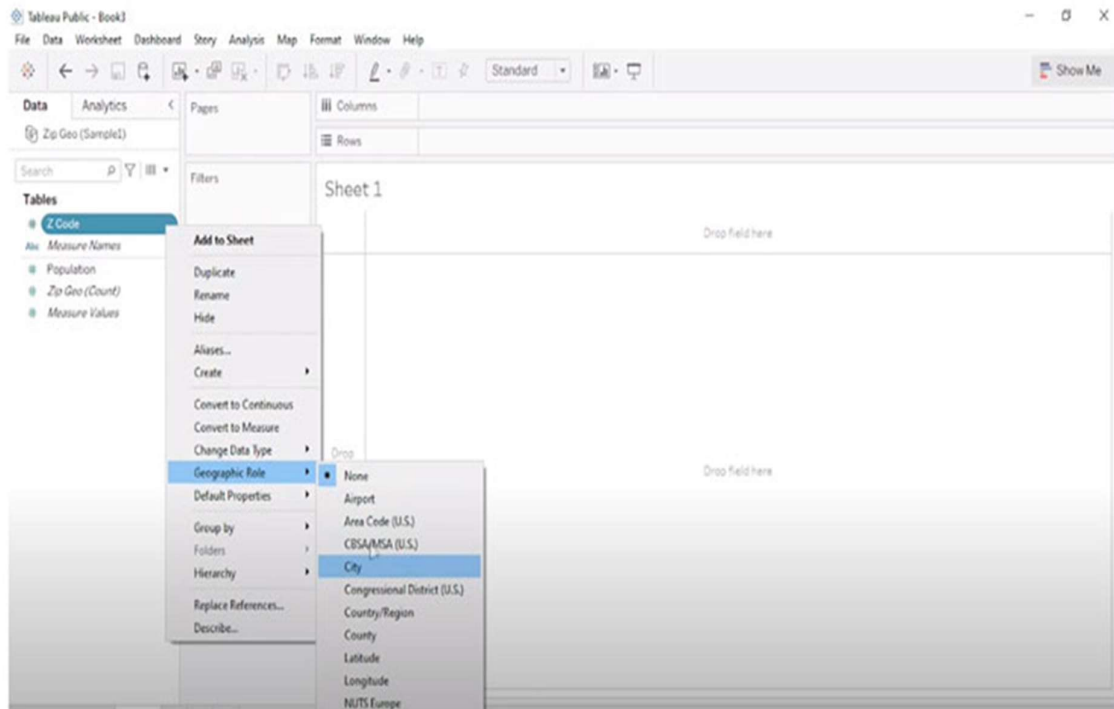 Tableau Public - Book3
File Data Worksheet Dashboard Story Analysis Map Format Window Help
Standard
Show Me
Data Analytics
Pages
Columns
Zip Geo (Sample1)
Rows
Search
Filters
Tables
Sheet 1
Z Code
Abc Measure Names
Population
Zip Geo (Count)
Measure Values
Drop field here
Add to Sheet
Duplicate
Rename
Hide
Aliases...
Create
Convert to Continuous
Convert to Measure
Change Data Type
Geographic Role
Default Properties
Group by
Folders
Hierarchy
Replace References...
Describe...
Drop
Drop field here
None
Airport
Area Code (U.S.)
CBSA/MSA (U.S.)
City
Congressional District (U.S.)
Country/Region
County
Latitude
Longitude
NUTS Europe